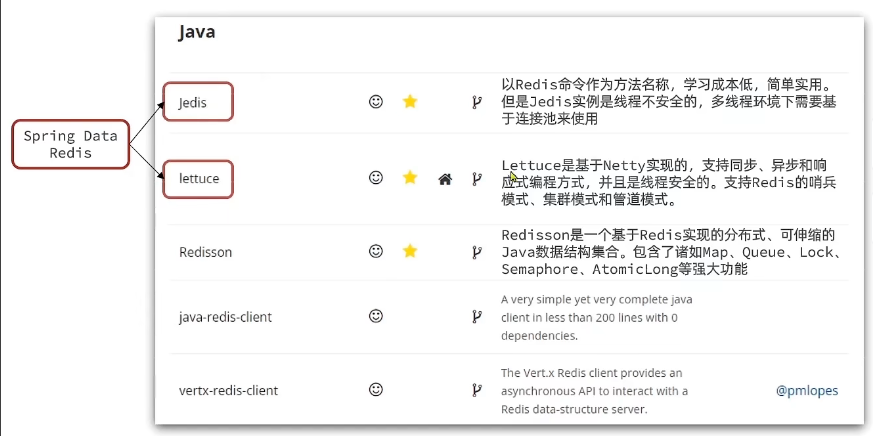 Java
Spring Data
Redis
Jedis
以Redis命令作为方法名称，学习成本低，简单实用。
但是Jedis实例是线程不安全的，多线程环境下需要基
于连接池来使用
lettuce
Lettuce是基于Netty实现的，支持同步、异步和响
应式编程方式，并且是线程安全的。支持Redis的哨兵
模式、集群模式和管道模式。
Redisson
Redisson是一个基于Redis实现的分布式、可伸缩的
Java数据结构集合。包含了诸如Map、Queue、Lock、
Semaphore、AtomicLong等强大功能
java-redis-client
A very simple yet very complete java
client in less than 200 lines with 0
dependencies.
vertx-redis-client
The Vert.x Redis client provides an
asynchronous API to interact with a
Redis data-structure server.
@pmlopes